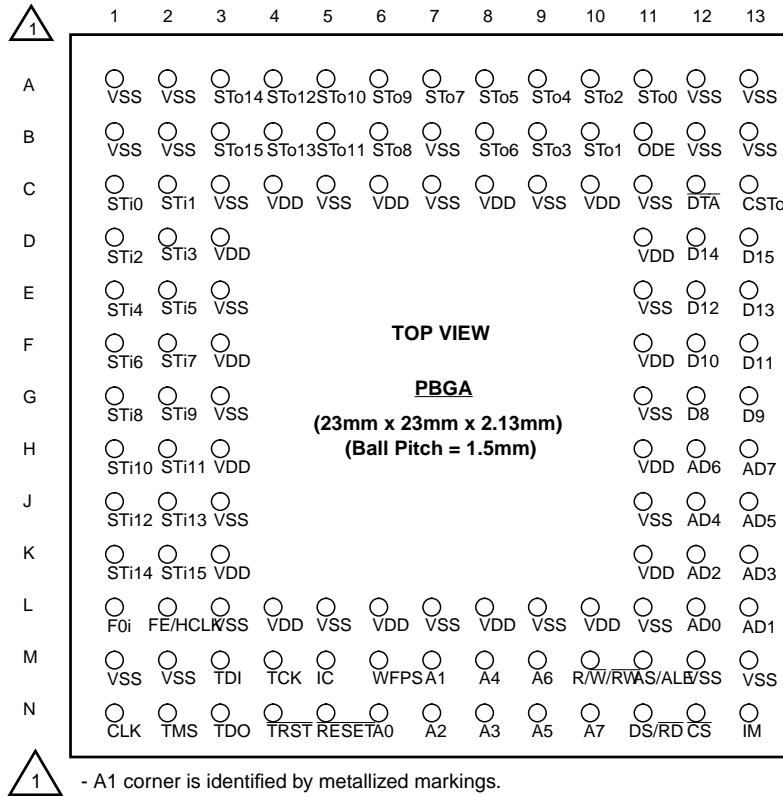 1 2 3 4 5 6 7 8 9 10 11 12 13
1
A
VSS VSS STo14 STo12 STo10 STo9 STo7 STo5 STo4 STo2 STo0 VSS VSS
B
VSS VSS STo15 STo13 STo11 STo8 VSS STo6 STo3 STo1 ODE VSS VSS
C
STi0 STi1 VSS VDD VSS VDD VSS VDD VSS VDD VSS DTA CSTo
D
STi2 STi3 VDD VDD D14 D15
E
STi4 STi5 VSS VSS D12 D13
TOP VIEW
F
STi6 STi7 VDD VDD D10 D11
PBGA
G
STi8 STi9 VSS VSS D8 D9
(23mm x 23mm x 2.13mm)
(Ball Pitch = 1.5mm)
H
STi10 STi11 VDD VDD AD6 AD7
J
STi12 STi13 VSS VSS AD4 AD5
K
STi14 STi15 VDD VDD AD2 AD3
L
F0i FE/HCLK VSS VDD VSS VDD VSS VDD VSS VDD VSS AD0 AD1
M
VSS VSS TDI TCK IC WFPS A1 A4 A6 R/W/RW AS/ALE VSS VSS
N
CLK TMS TDO TRST RESET A0 A2 A3 A5 A7 DS/RD CS IM
1 - A1 corner is identified by metallized markings.